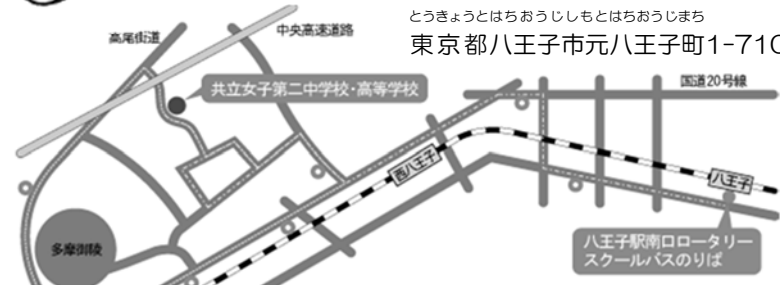 とうきょうとはちおうじしもとはちおうじまち
東京都八王子市元八王子町1-710
高尾街道
中央高速道路
国道20号線
共立女子第二中学校・高等学校
西八王子
八王子
多摩御陵
八王子駅南口ロータリー
スクールバスのりば